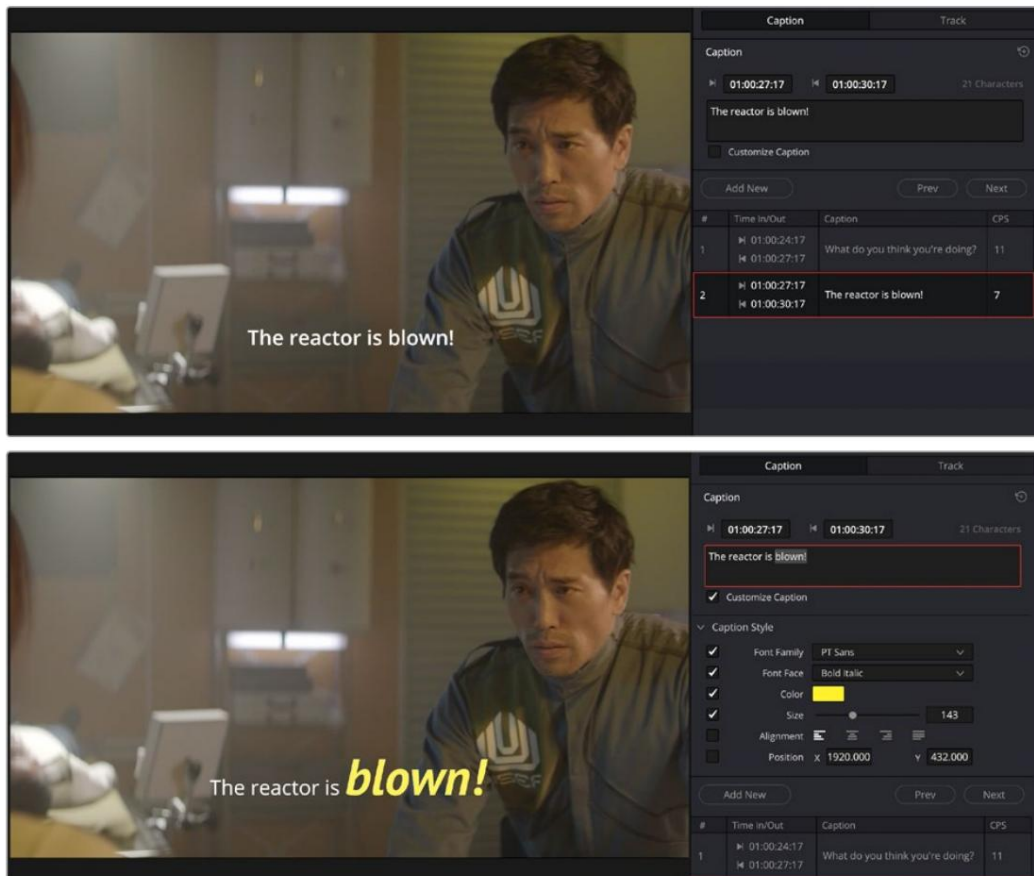 Caption Track
Caption
01:00:27:17 01:00:30:17 21 Characters
The reactor is blown!
Customize Caption
Add New Prev Next
# Time In/Out Caption CPS
1 01:00:24:17 01:00:27:17 What do you think you're doing? 11
2 01:00:27:17 01:00:30:17 The reactor is blown! 7
The reactor is blown!
Caption Track
Caption
01:00:27:17 01:00:30:17 21 Characters
The reactor is blown!
Customize Caption
Caption Style
Font Family PT Sans
Font Face Bold Italic
Color
Size 143
Alignment
Position X 1920.000 Y 432.000
The reactor is blown!
Add New Prev Next
# Time In/Out Caption CPS
1 01:00:24:17 01:00:27:17 What do you think you're doing? 11